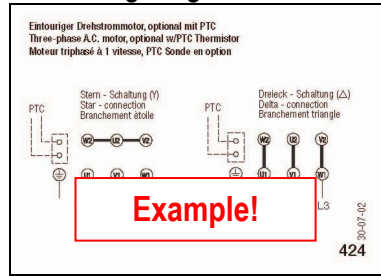 Eintouriger Drehstrommotor, optional mit PTC
Three-phase A.C. motor, optional w/PTC Thermistor
Moteur triphasé à 1 vitesse, PTC Sonde en option
Stern - Schaltung (Y)
Star - connection
Branchement étoile
PTC
W2 U2 V2
U1 V1 W1
Dreieck - Schaltung (△)
Delta - connection
Branchement triangle
PTC
W2 U2 V2
U1 V1 W1
L3
Example!
30-07-02
424